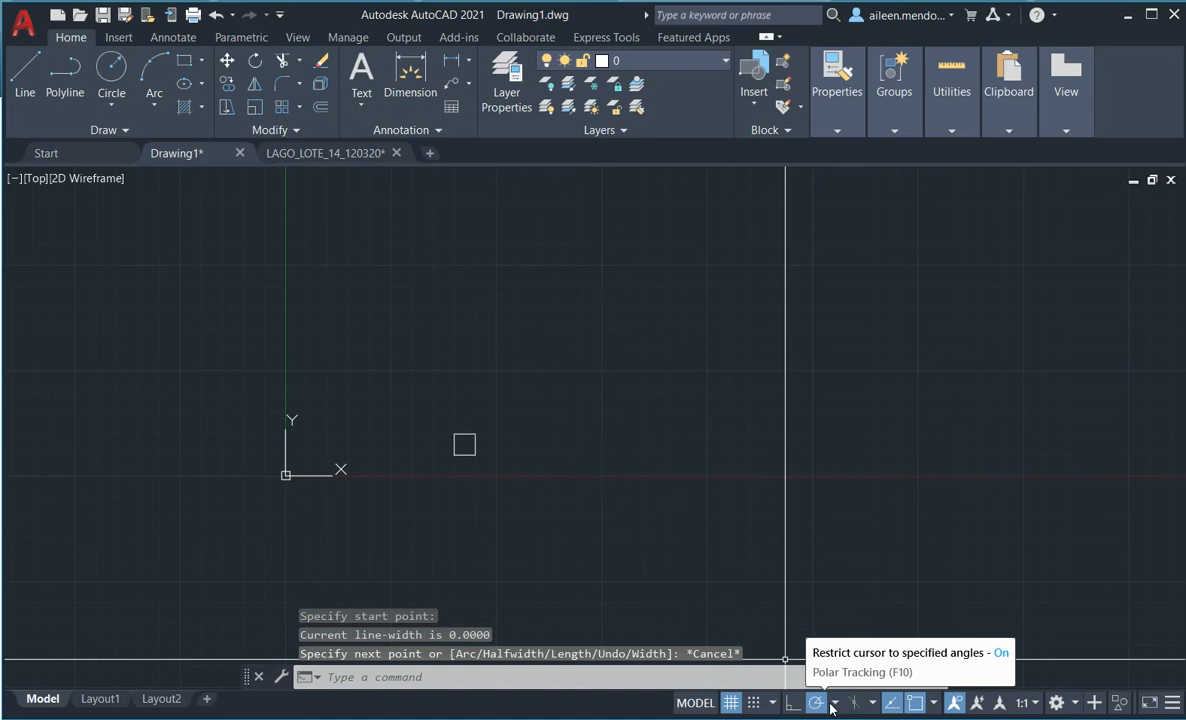 Autodesk AutoCAD 2021 Drawing1.dwg Type a keyword or phrase aileen.mendo...
Home Insert Annotate Parametric View Manage Output Add-ins Collaborate Express Tools Featured Apps
Line Polyline Circle Arc Text Dimension Layer Properties 0 Insert Properties Groups Utilities Clipboard View
Draw Modify Annotation Layers Block
Start Drawing1* LAGO_LOTE_14_120320*
[−][Top][2D Wireframe]
Y
X
Specify start point:
Current line-width is 0.0000
Specify next point or [Arc/Halfwidth/Length/Undo/Width]: *Cancel*
Restrict cursor to specified angles - On
Polar Tracking (F10)
Type a command
Model Layout1 Layout2 MODEL 1:1